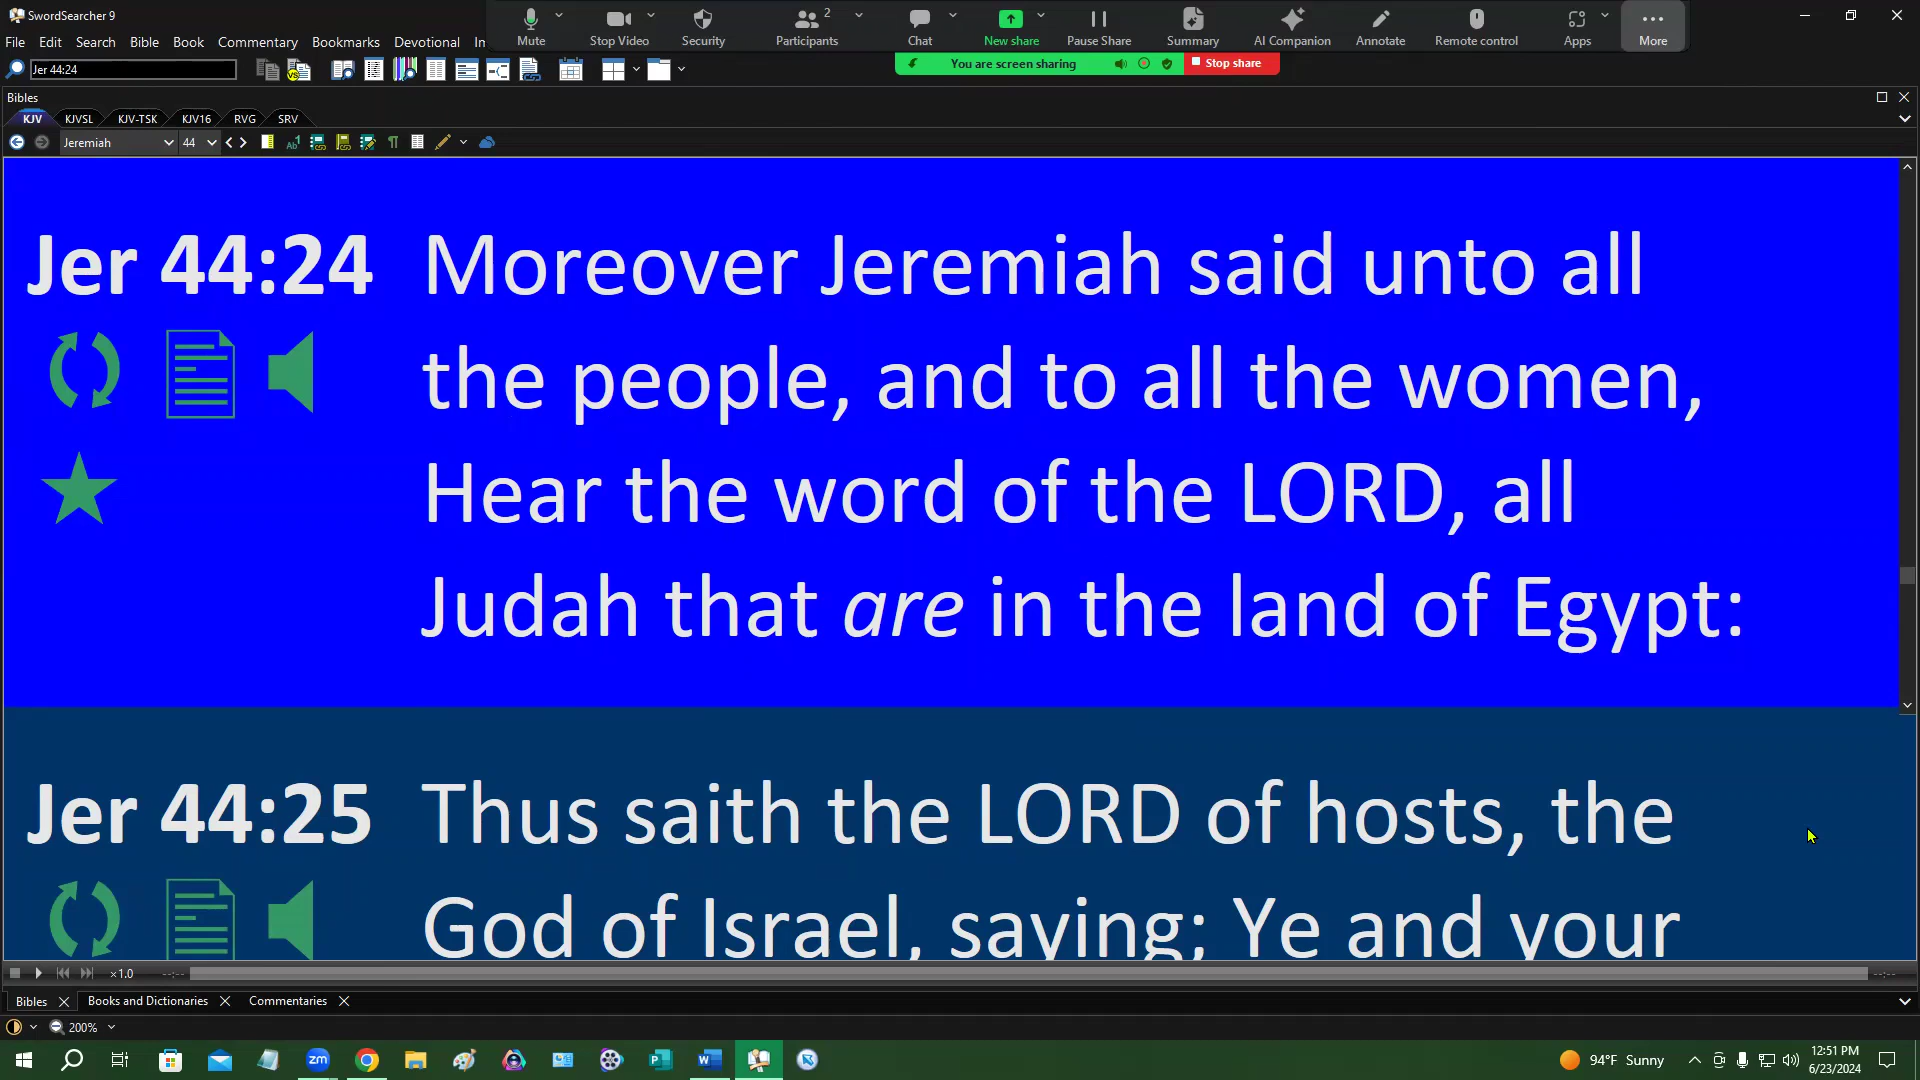 SwordSearcher 9
Mute
Stop Video
Security
Participants
2
Chat
New share
Pause Share
Summary
AI Companion
Annotate
Remote control
Apps
More
File Edit Search Bible Book Commentary Bookmarks Devotional
You are screen sharing
Stop share
Jer 44:24
Bibles
KJV KJVSL KJV-TSK KJV16 RVG SRV
Jeremiah 44
Jer 44:24 Moreover Jeremiah said unto all
the people, and to all the women,
Hear the word of the LORD, all
Judah that are in the land of Egypt:
Jer 44:25 Thus saith the LORD of hosts, the
God of Israel, saying; Ye and your
×1.0 --:-- --:--
Bibles Books and Dictionaries Commentaries
200%
94°F Sunny
12:51 PM
6/23/2024